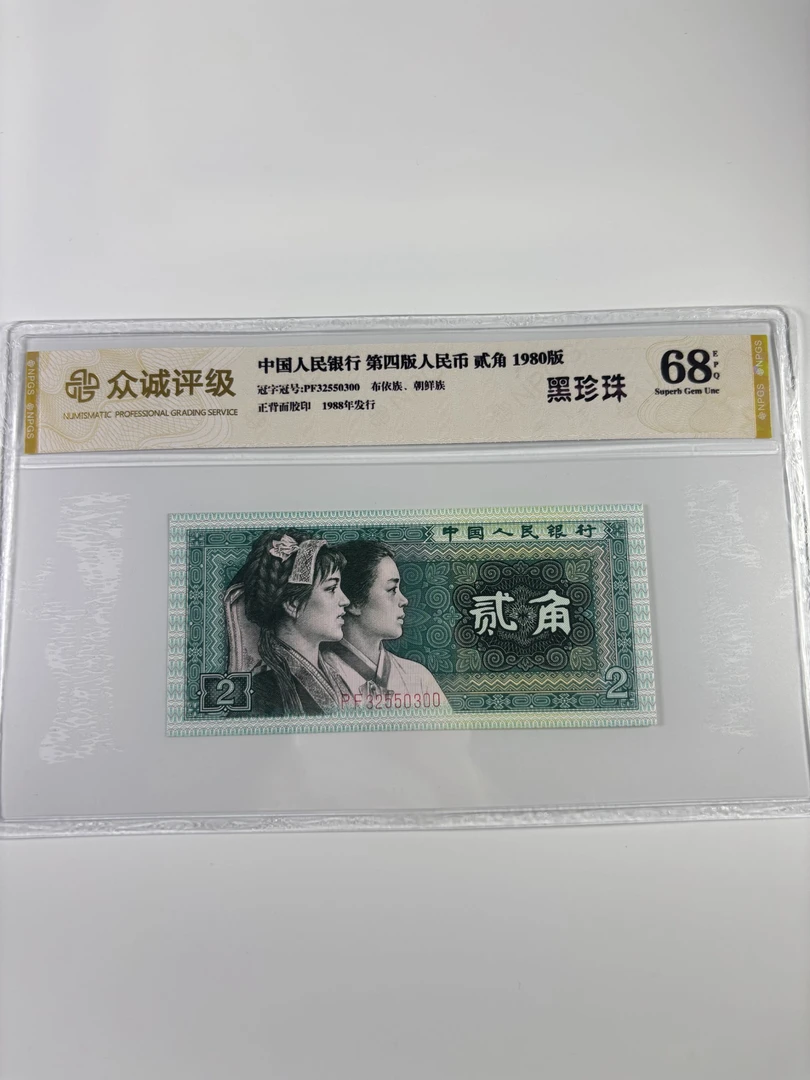 NPGS
NPGS
众诚评级
NUMISMATIC PROFESSIONAL GRADING SERVICE
中国人民银行 第四版人民币 贰角 1980版
冠字冠号:PF32550300 布依族、朝鲜族
正背面胶印 1988年发行
黑珍珠
68 EPQ
Superb Gem Unc
NPGS
NPGS
中国人民银行
贰角
2
PF32550300
2